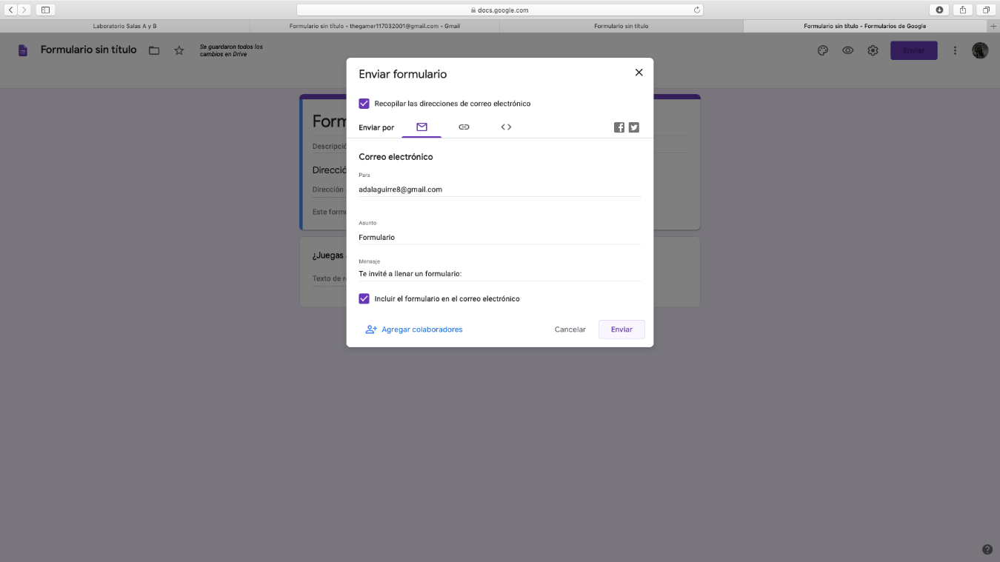 docs.google.com
Laboratorio Salas A y B
Formulario sin título - thegamer117032001@gmail.com - Gmail
Formulario sin título
Formulario sin título - Formularios de Google
Formulario sin título
Se guardaron todos los
cambios en Drive
Enviar
Enviar formulario
Recopilar las direcciones de correo electrónico
Enviar por
Correo electrónico
Para
adalaguirre8@gmail.com
Asunto
Formulario
Mensaje
Te invité a llenar un formulario:
Incluir el formulario en el correo electrónico
Agregar colaboradores
Cancelar
Enviar
Form
Descripció
Direcció
Dirección
Este formu
¿Juegas
Texto de r